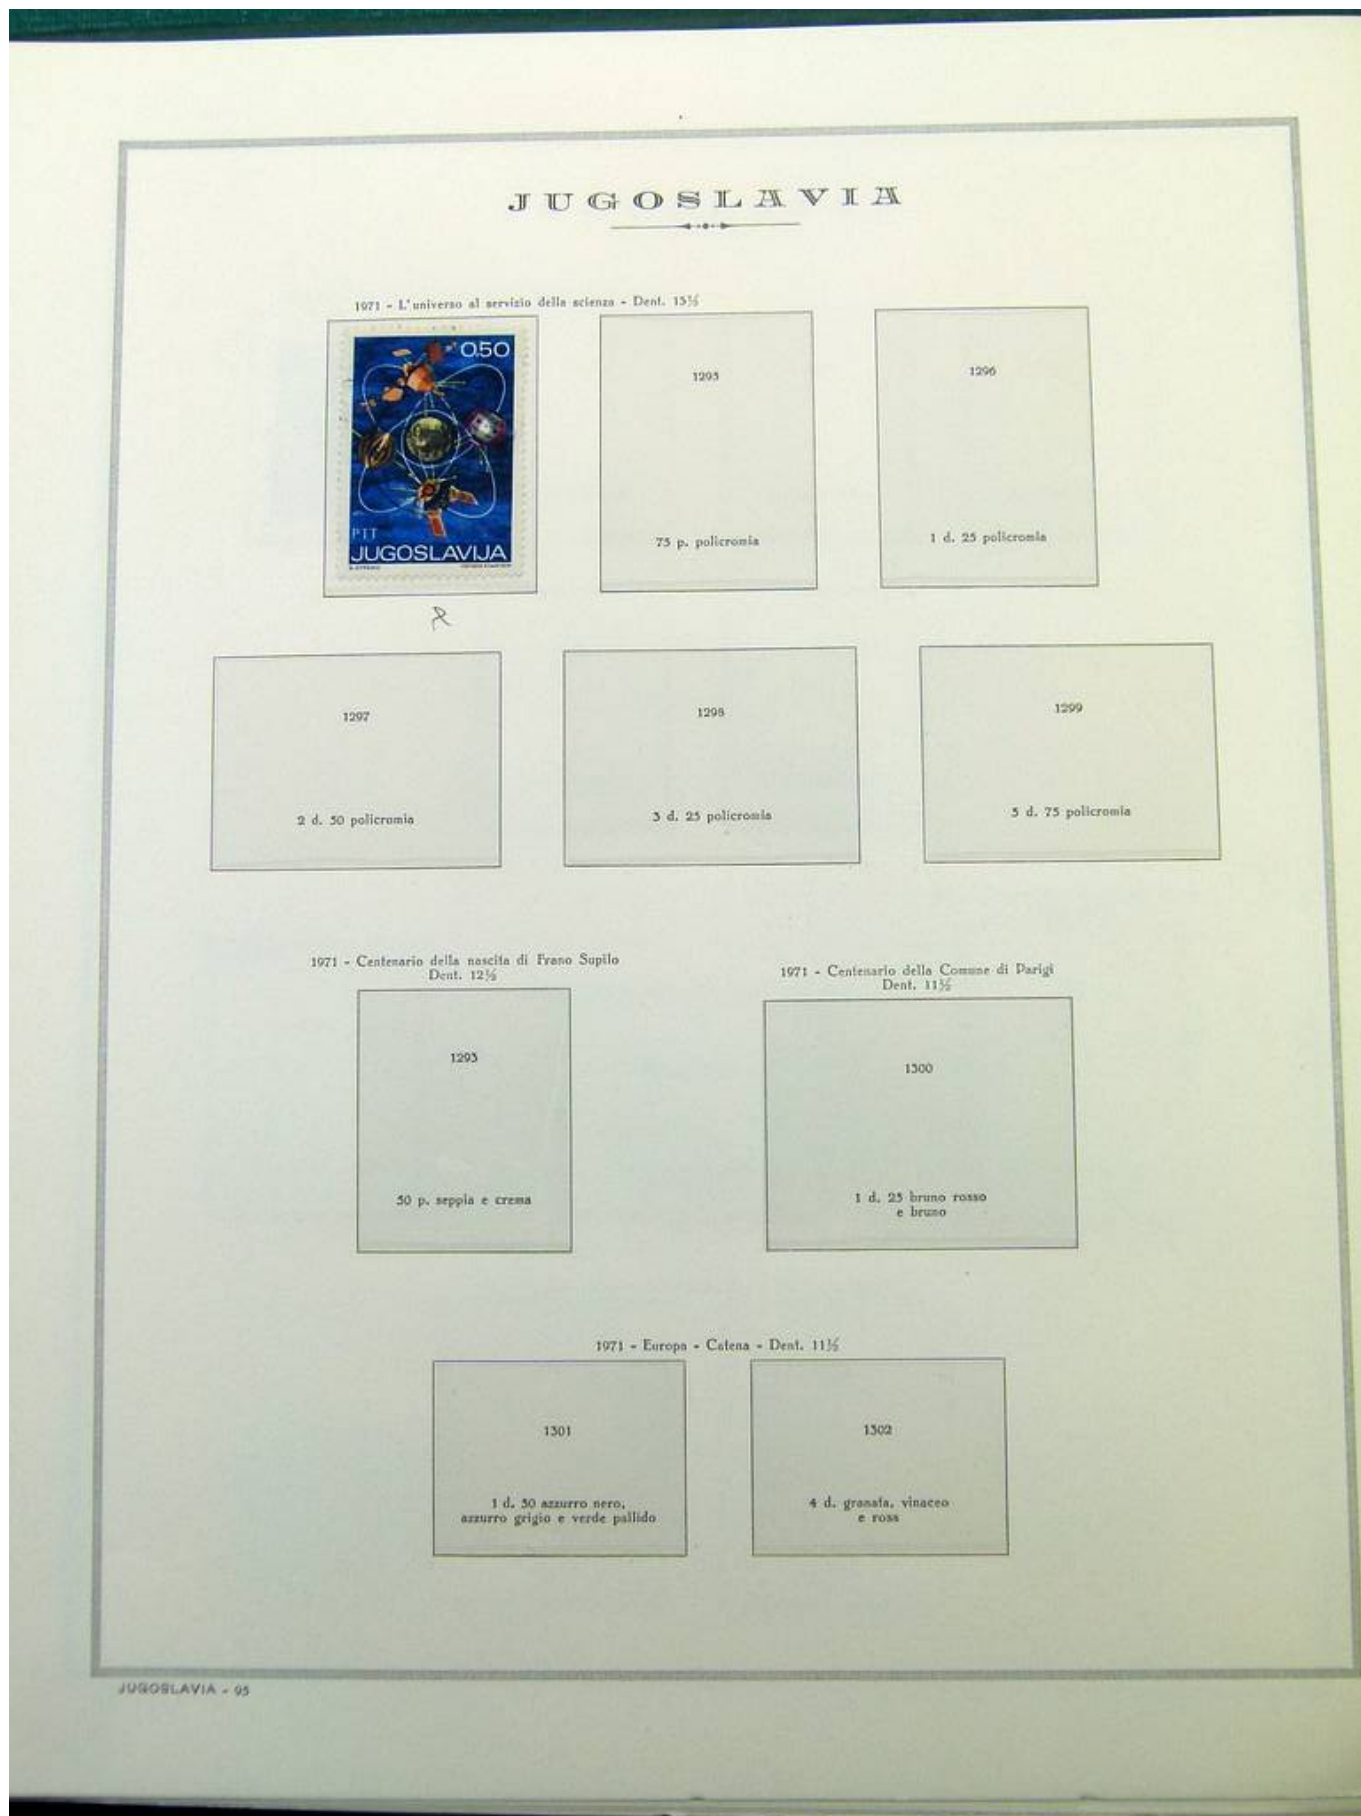 JUGOSLAVIA
1971 - L'universo al servizio della scienza - Dent. 13½
0.50
PTT
JUGOSLAVIJA
1295
75 p. policromia
1296
1 d. 25 policromia
1297
2 d. 50 policromia
1298
3 d. 25 policromia
1299
5 d. 75 policromia
1971 - Centenario della nascita di Frano Supilo
Dent. 12½
1293
50 p. seppia e crema
1971 - Centenario della Comune di Parigi
Dent. 11½
1300
1 d. 25 bruno rosso
e bruno
1971 - Europa - Catena - Dent. 11½
1301
1 d. 50 azzurro nero,
azzurro grigio e verde pallido
1302
4 d. granata, vinaceo
e rosa
JUGOSLAVIA - 95